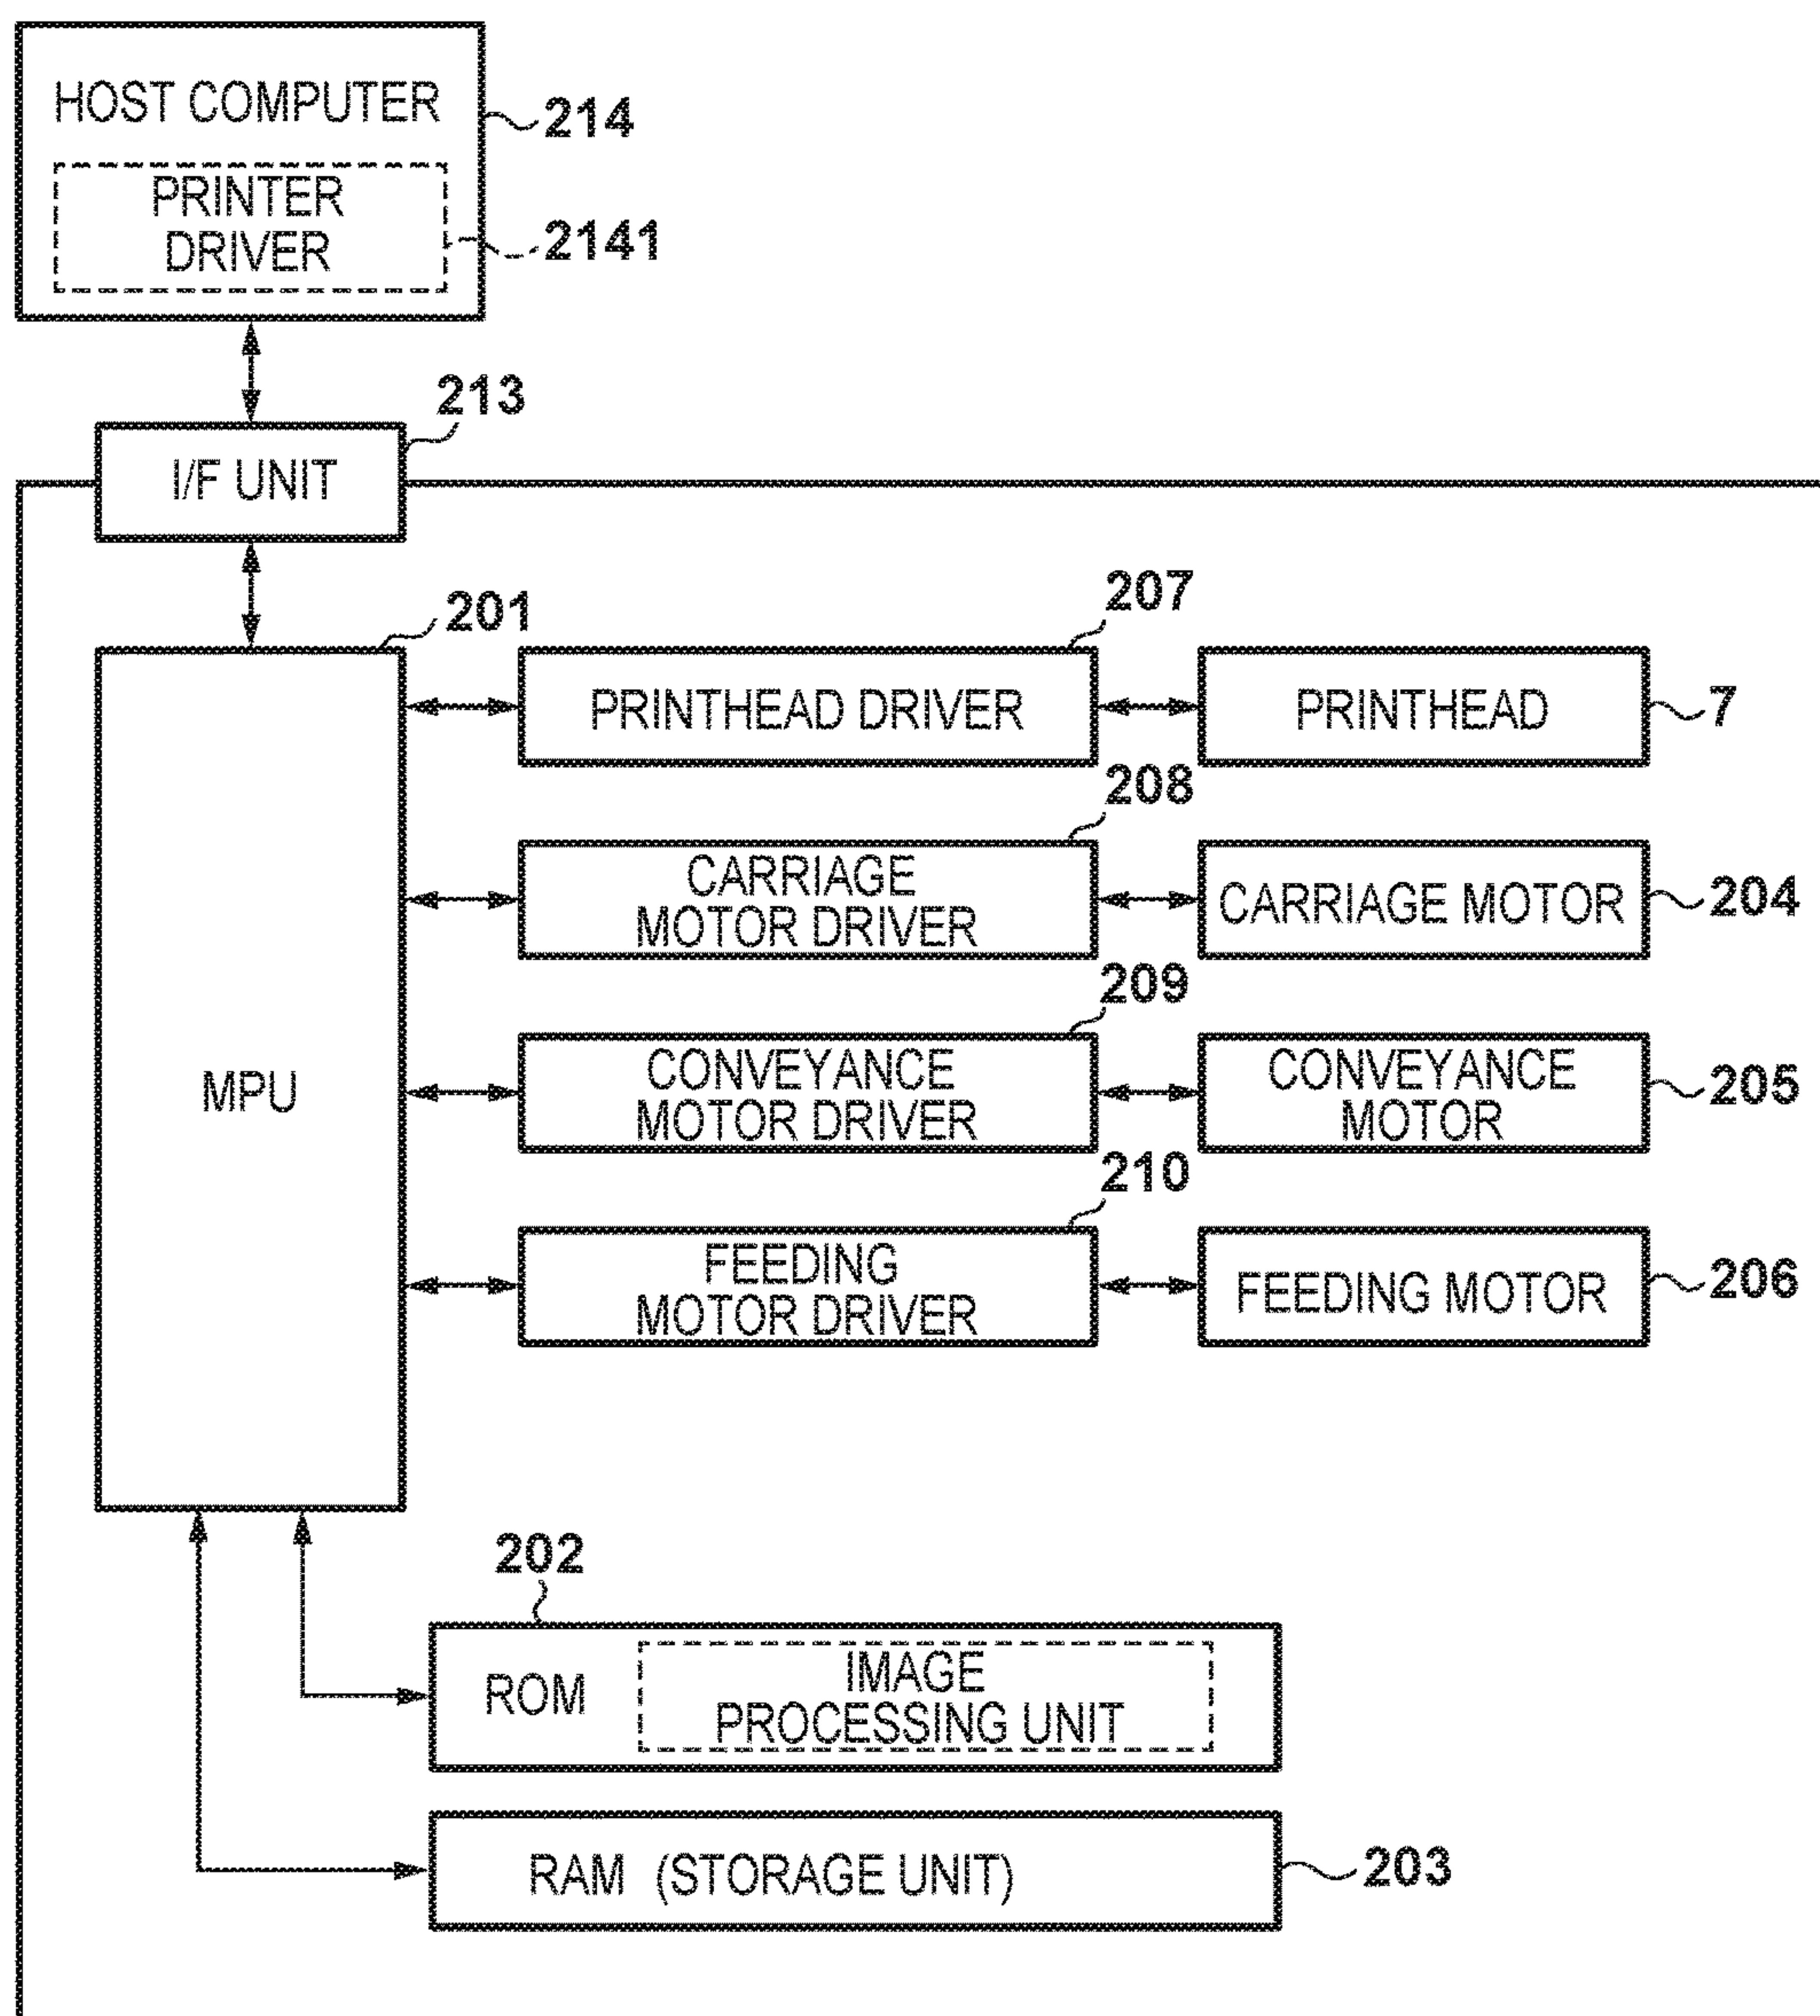 HOST COMPUTER
214
PRINTER
DRIVER
2141
213
I/F UNIT
201
207
PRINTHEAD DRIVER
PRINTHEAD
7
208
CARRIAGE
MOTOR DRIVER
CARRIAGE MOTOR
204
209
MPU
CONVEYANCE
MOTOR DRIVER
CONVEYANCE
MOTOR
205
210
FEEDING
MOTOR DRIVER
FEEDING MOTOR
206
202
ROM
IMAGE
PROCESSING UNIT
RAM (STORAGE UNIT)
203